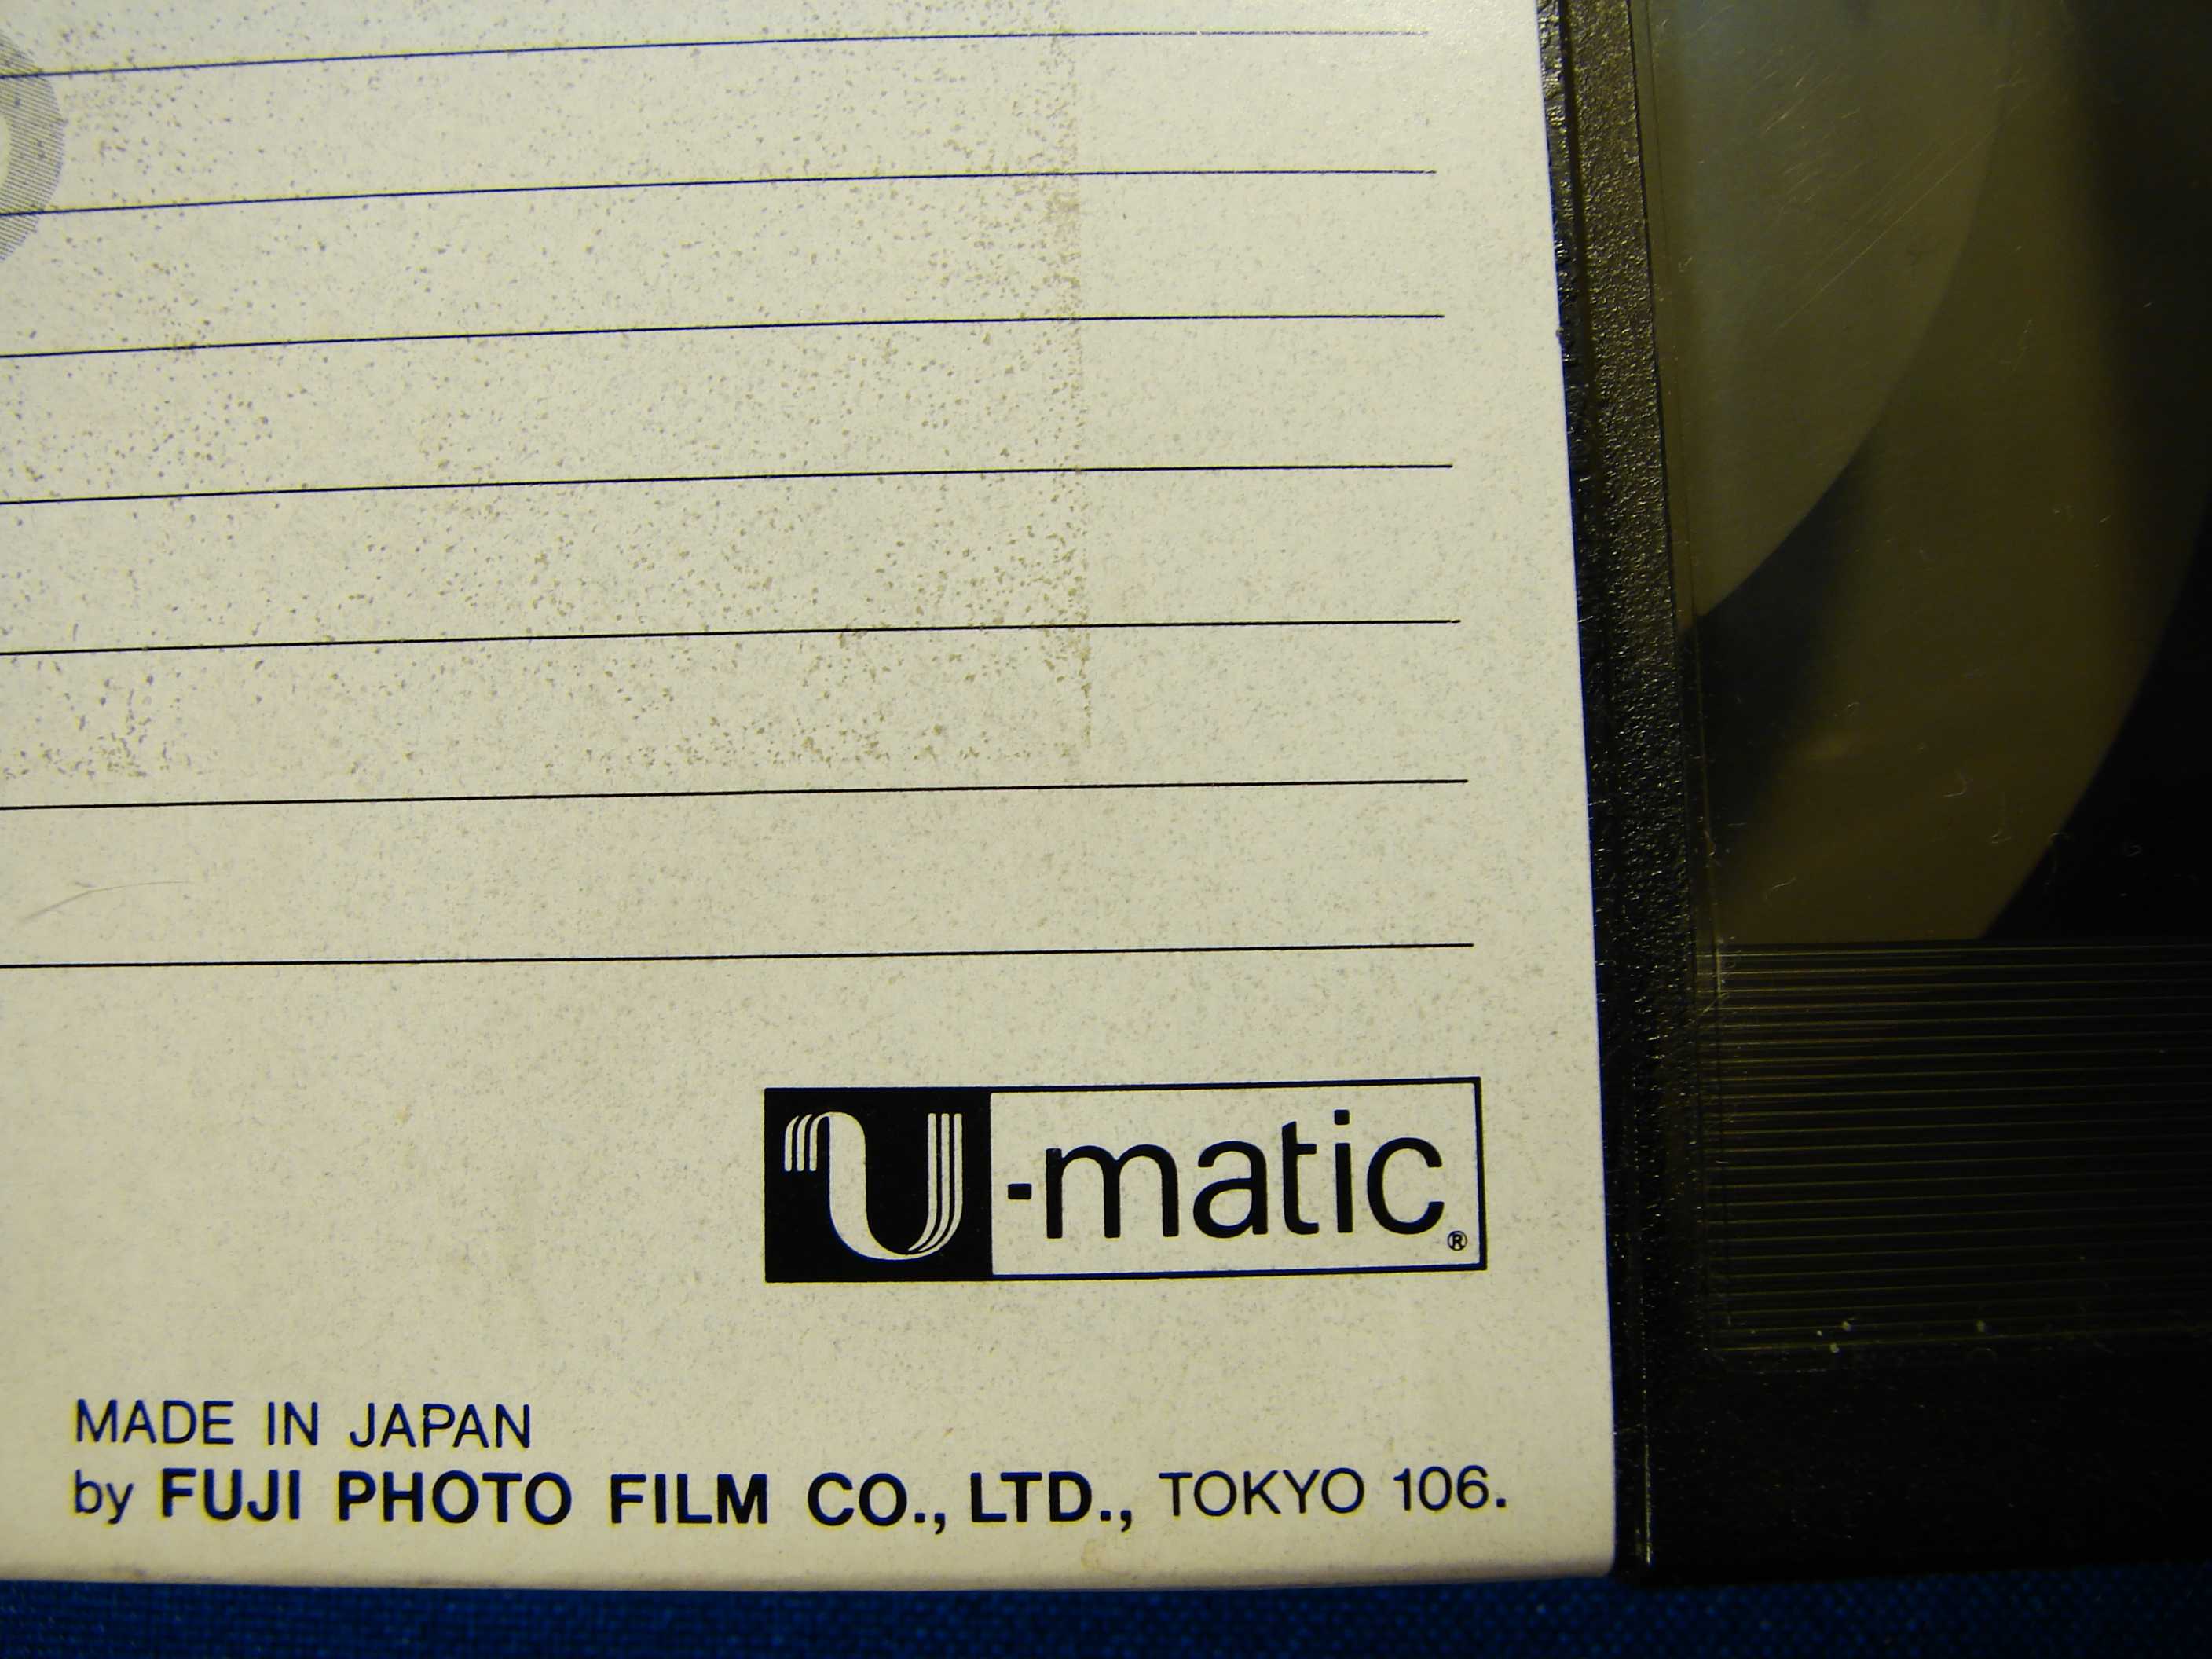 U-matic®
MADE IN JAPAN
by FUJI PHOTO FILM CO., LTD., TOKYO 106.